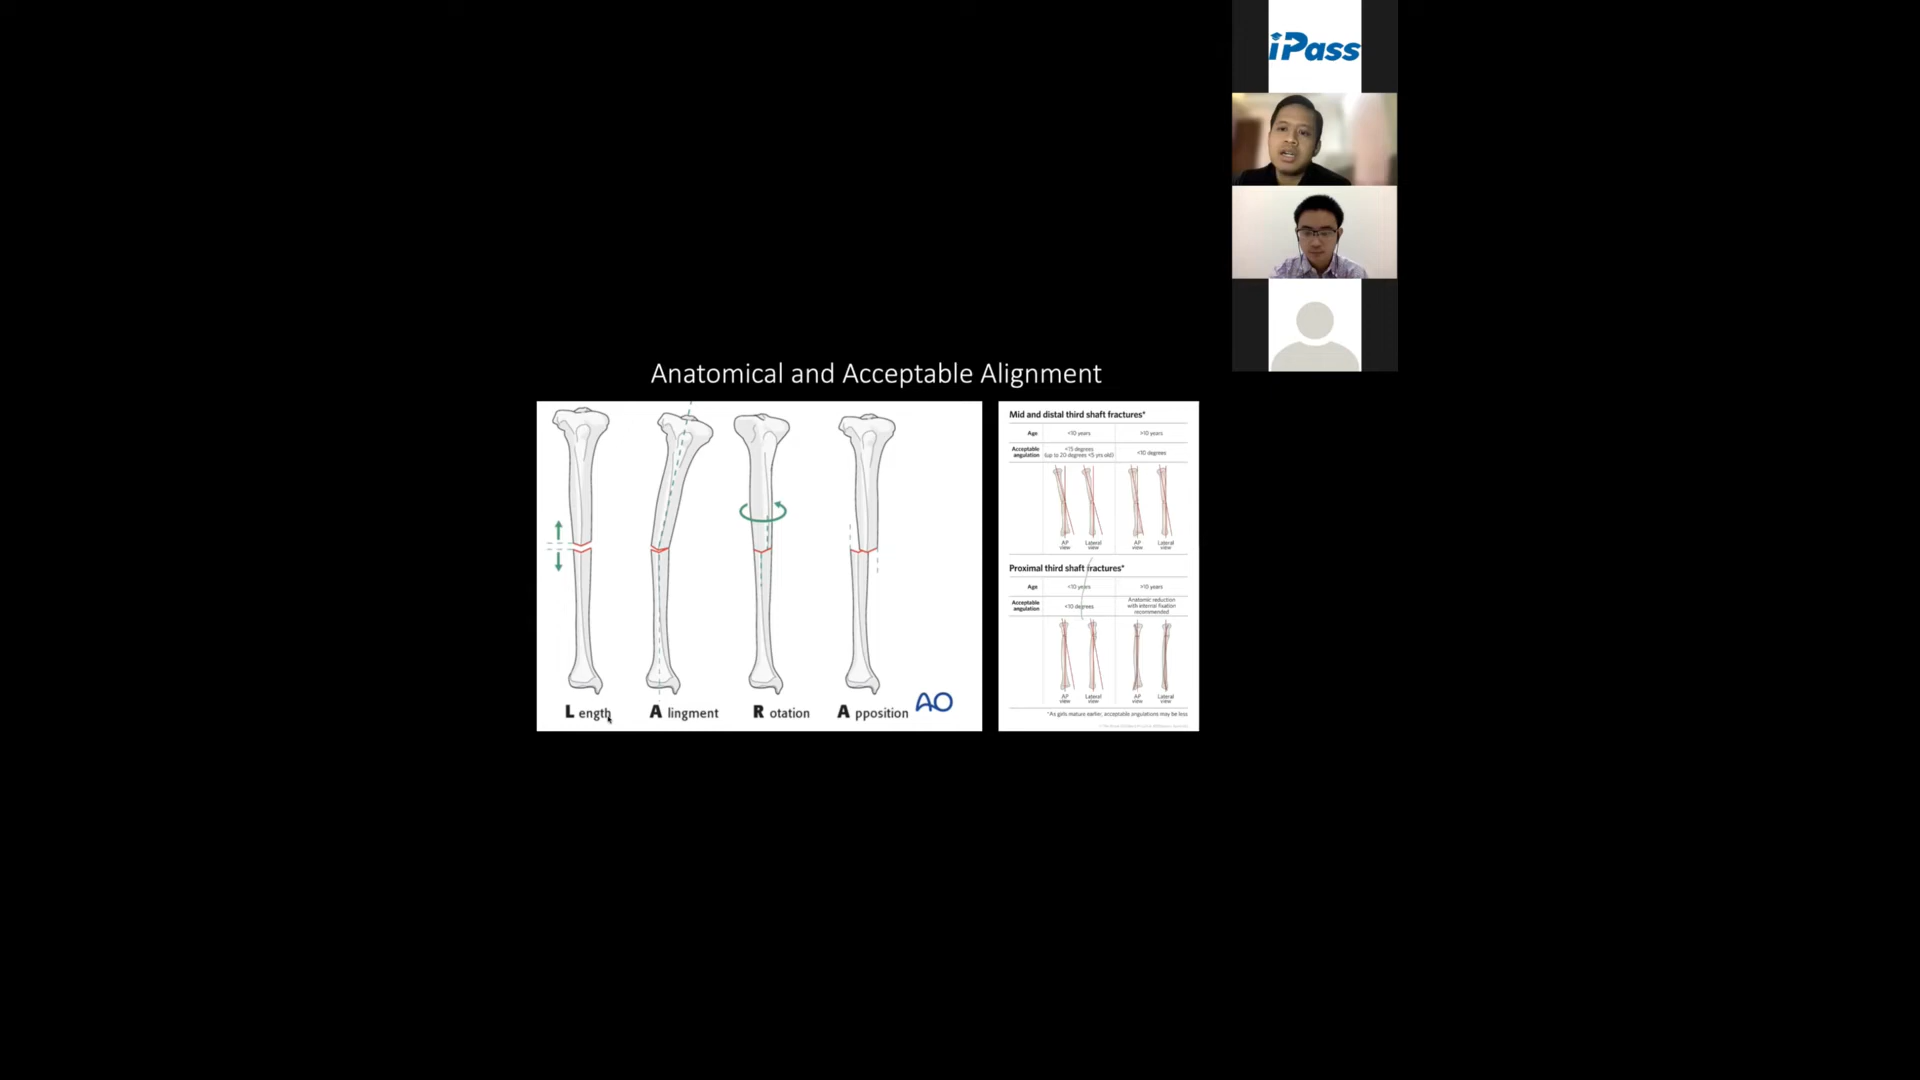 iPass
Anatomical and Acceptable Alignment
L ength
A lingment
R otation
A pposition
AO
Mid and distal third shaft fractures*
Age
<10 years
>10 years
Acceptable angulation
<15 degrees
(up to 20 degrees <5 yrs old)
<10 degrees
AP view
Lateral view
AP view
Lateral view
Proximal third shaft fractures*
Age
<10 years
>10 years
Acceptable angulation
<10 degrees
Anatomic reduction
with internal fixation
recommended
AP view
Lateral view
AP view
Lateral view
*As girls mature earlier, acceptable angulations may be less